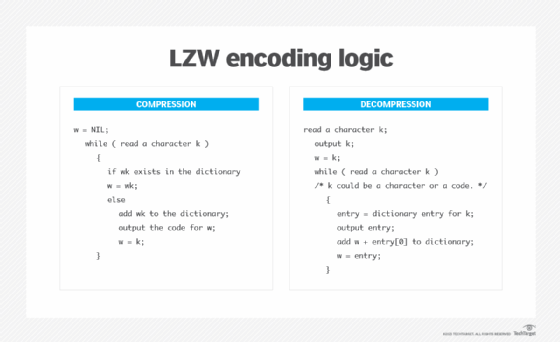 LZW encoding logic
COMPRESSION
w = NIL;
while ( read a character k )
{
if wk exists in the dictionary
w = wk;
else
add wk to the dictionary;
output the code for w;
w = k;
}
DECOMPRESSION
read a character k;
output k;
w = k;
while ( read a character k )
/* k could be a character or a code. */
{
entry = dictionary entry for k;
output entry;
add w + entry[0] to dictionary;
w = entry;
}
TECHTARGET, ALL RIGHTS RESERVED
TechTarget